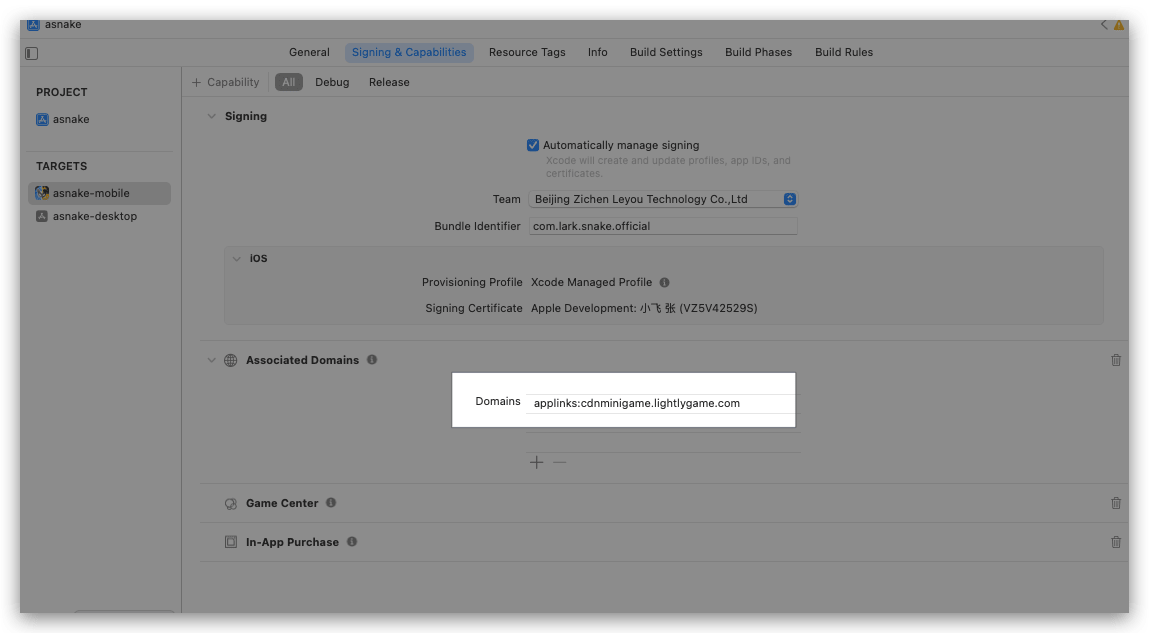 asnake
General Signing & Capabilities Resource Tags Info Build Settings Build Phases Build Rules
PROJECT
asnake
TARGETS
asnake-mobile
asnake-desktop
+ Capability All Debug Release
Signing
Automatically manage signing
Xcode will create and update profiles, app IDs, and
certificates.
Team Beijing Zichen Leyou Technology Co.,Ltd
Bundle Identifier com.lark.snake.official
iOS
Provisioning Profile Xcode Managed Profile
Signing Certificate Apple Development: 小飞 张 (VZ5V42529S)
Associated Domains
Domains applinks:cdnminigame.lightlygame.com
Game Center
In-App Purchase